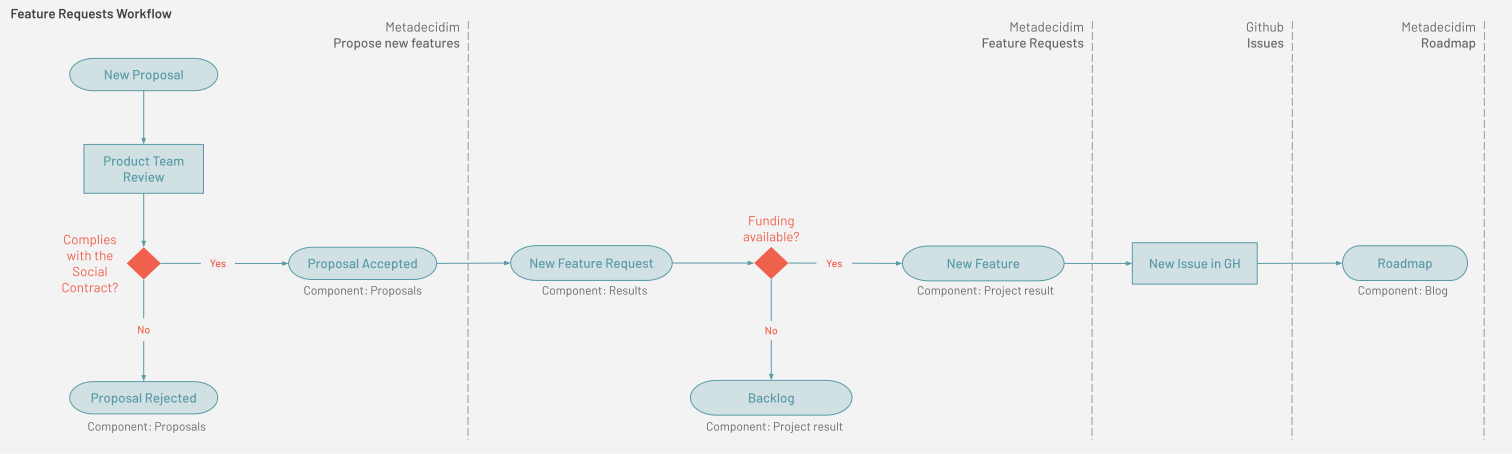 Feature Requests Workflow
Metadecidim
Propose new features
Metadecidim
Feature Requests
Github
Issues
Metadecidim
Roadmap
New Proposal
Product Team
Review
Complies
with the
Social
Contract?
Yes
No
Proposal Rejected
Component: Proposals
Proposal Accepted
Component: Proposals
New Feature Request
Component: Results
Funding
available?
Yes
No
Backlog
Component: Project result
New Feature
Component: Project result
New Issue in GH
Roadmap
Component: Blog